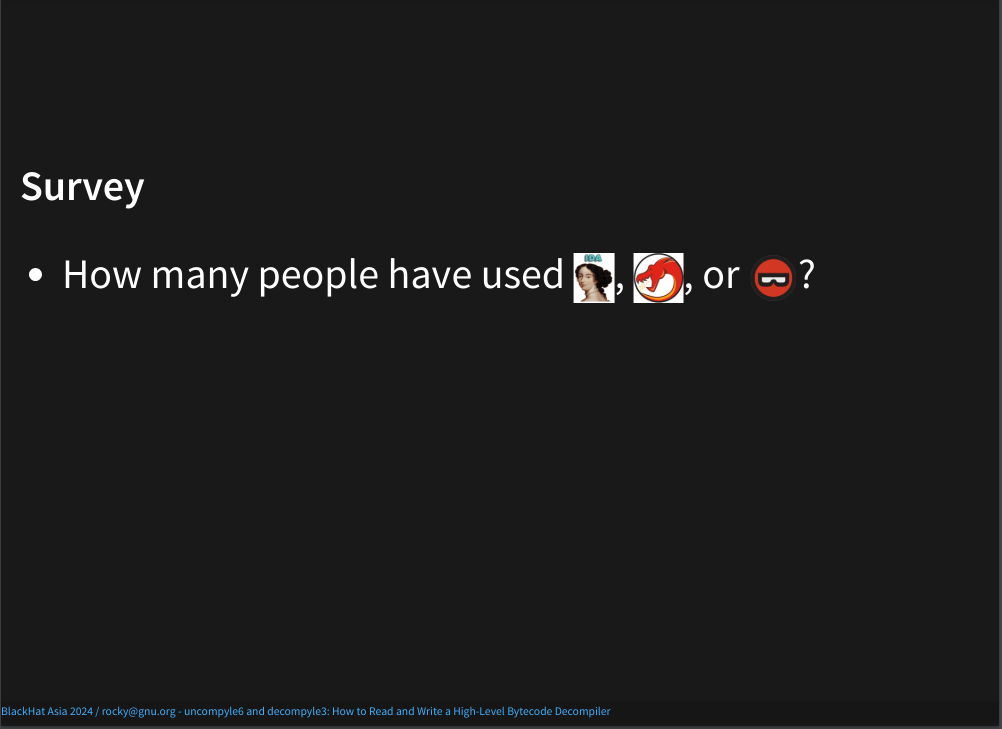 Survey
• How many people have used IDA, , or ?
BlackHat Asia 2024 / rocky@gnu.org - uncompyle6 and decompyle3: How to Read and Write a High-Level Bytecode Decompiler